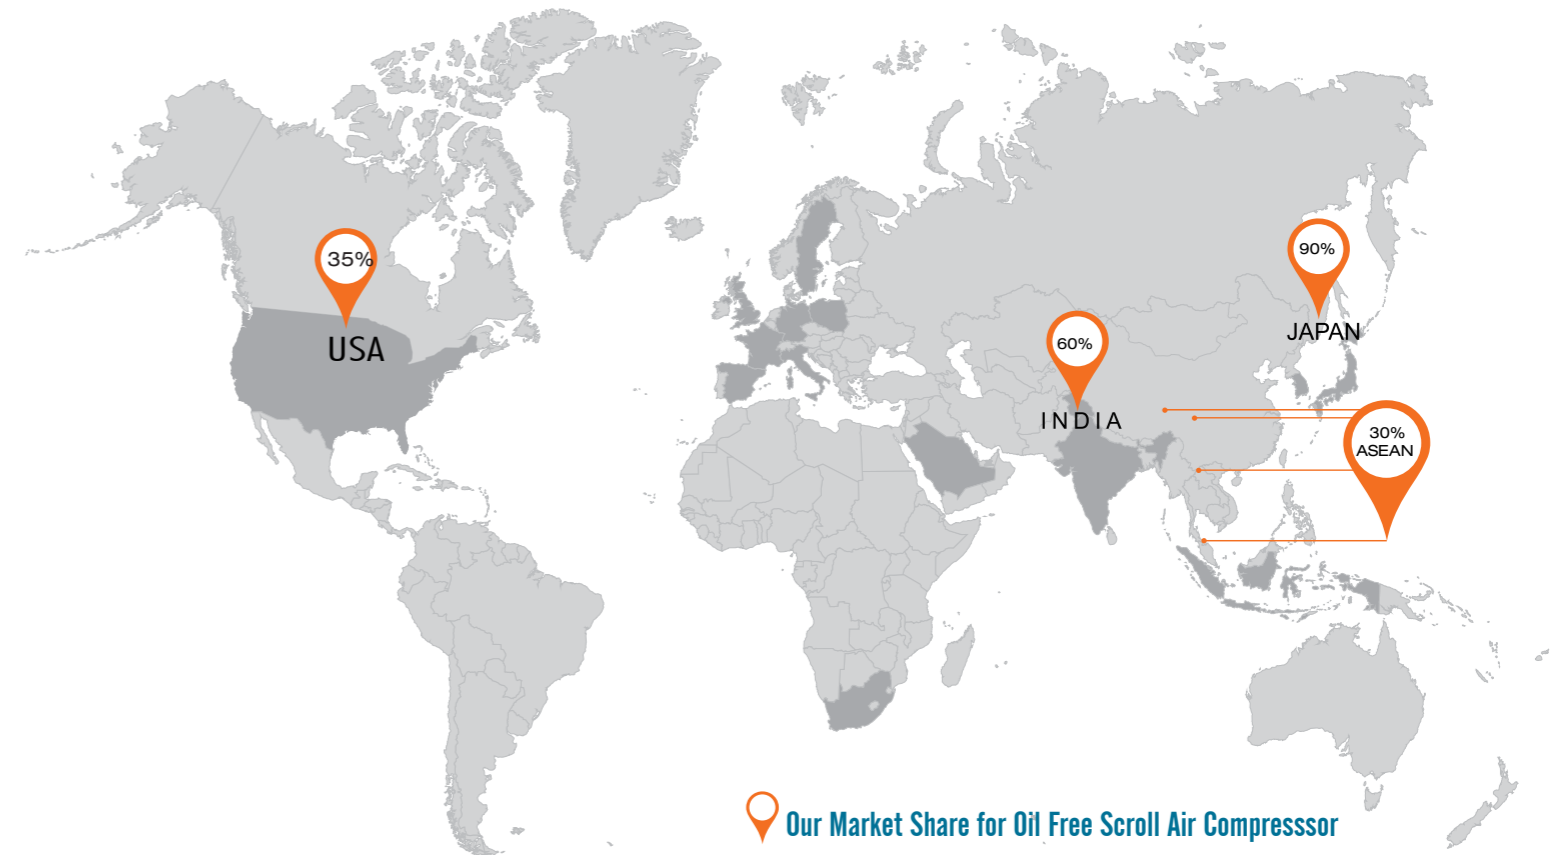 35%
USA
90%
JAPAN
60%
INDIA
30%
ASEAN
Our Market Share for Oil Free Scroll Air Compresssor